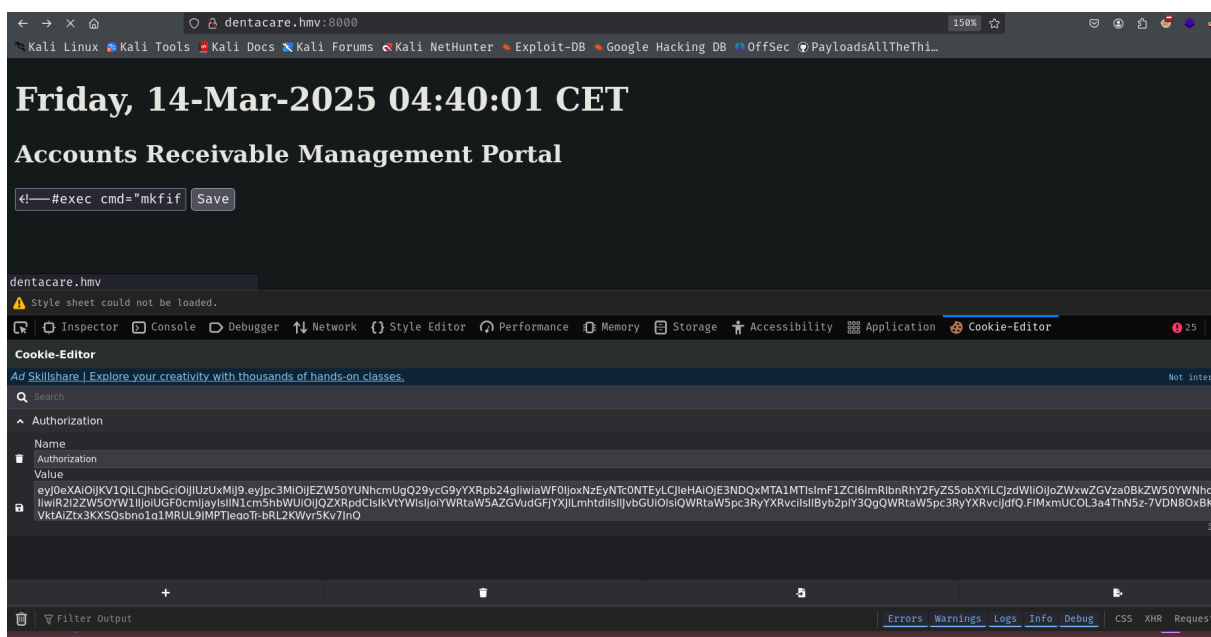 dentacare.hmv:8000 150%
Kali Linux Kali Tools Kali Docs Kali Forums Kali NetHunter Exploit-DB Google Hacking DB OffSec PayloadsAllTheThi…
Friday, 14-Mar-2025 04:40:01 CET
Accounts Receivable Management Portal
<!--#exec cmd="mkfif Save
dentacare.hmv
Style sheet could not be loaded.
Inspector Console Debugger Network Style Editor Performance Memory Storage Accessibility Application Cookie-Editor 25
Cookie-Editor
Ad Skillshare | Explore your creativity with thousands of hands-on classes. Not inter
Search
Authorization
Name
Authorization
Value
Filter Output Errors Warnings Logs Info Debug CSS XHR Reques